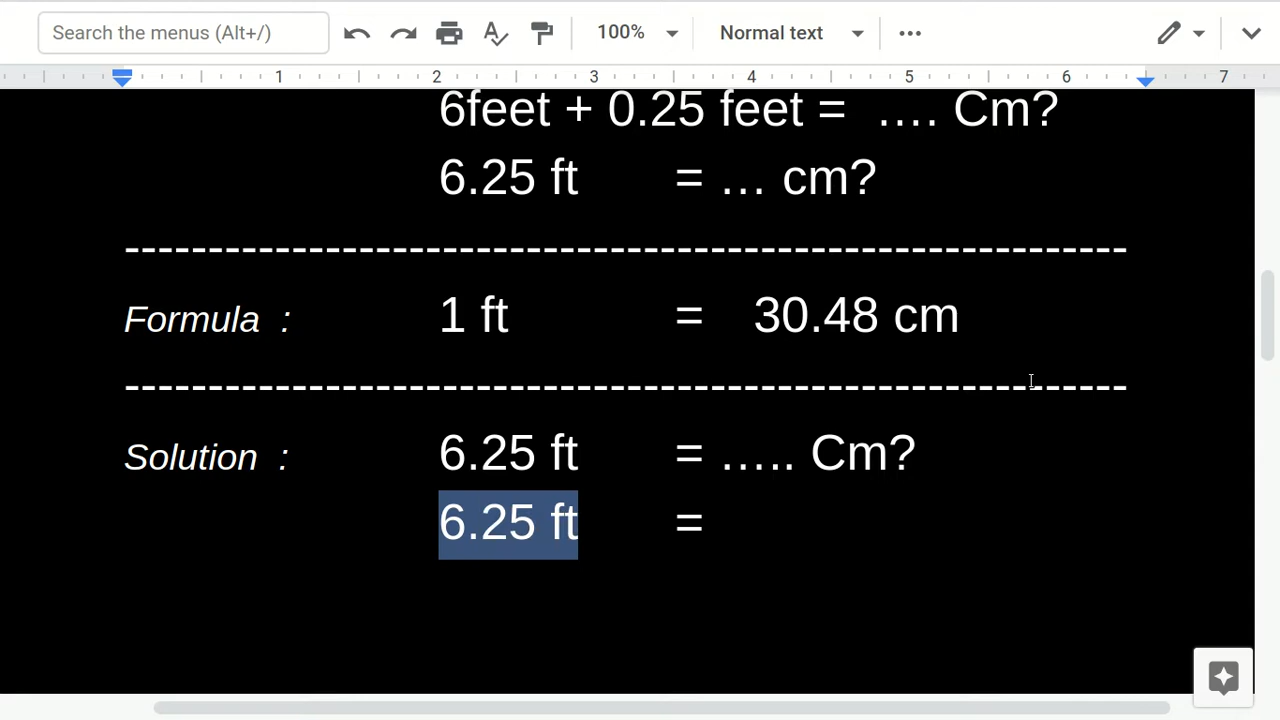 Search the menus (Alt+/) 100% Normal text
1 2 3 4 5 6 7
6feet + 0.25 feet = .... Cm?
6.25 ft = ... cm?
------------------------------------------------------------
Formula : 1 ft = 30.48 cm
------------------------------------------------------------
Solution : 6.25 ft = ..... Cm?
6.25 ft =